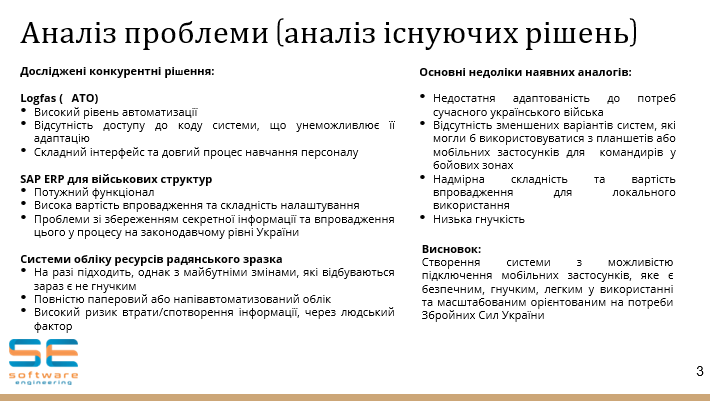 Аналіз проблеми (аналіз існуючих рішень)
Досліджені конкурентні рішення:
Logfas ( АТО)
• Високий рівень автоматизації
• Відсутність доступу до коду системи, що унеможливлює її
адаптацію
• Складний інтерфейс та довгий процес навчання персоналу
SAP ERP для військових структур
• Потужний функціонал
• Висока вартість впровадження та складність налаштування
• Проблеми зі збереженням секретної інформації та впровадження
цього у процесу на законодавчому рівні України
Системи обліку ресурсів радянського зразка
• На разі підходить, однак з майбутніми змінами, які відбуваються
зараз є не гнучким
• Повністю паперовий або напівавтоматизований облік
• Високий ризик втрати/спотворення інформації, через людський
фактор
Основні недоліки наявних аналогів:
• Недостатня адаптованість до потреб
сучасного українського війська
• Відсутність зменшених варіантів систем, які
могли б використовуватися з планшетів або
мобільних застосунків для командирів у
бойових зонах
• Надмірна складність та вартість
впровадження для локального
використання
• Низька гнучкість
Висновок:
Створення системи з можливістю
підключення мобільних застосунків, яке є
безпечним, гнучким, легким у використанні
та масштабованим орієнтованим на потреби
Збройних Сил України
SE
software
engineering
3